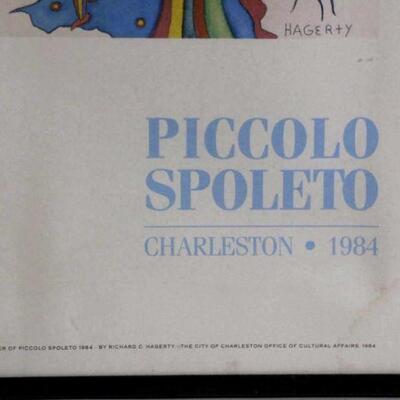 HAGERTY
PICCOLO
SPOLETO
CHARLESTON • 1984
ER OF PICCOLO SPOLETO 1984 · BY RICHARD C. HAGERTY. ©THE CITY OF CHARLESTON OFFICE OF CULTURAL AFFAIRS. 1984